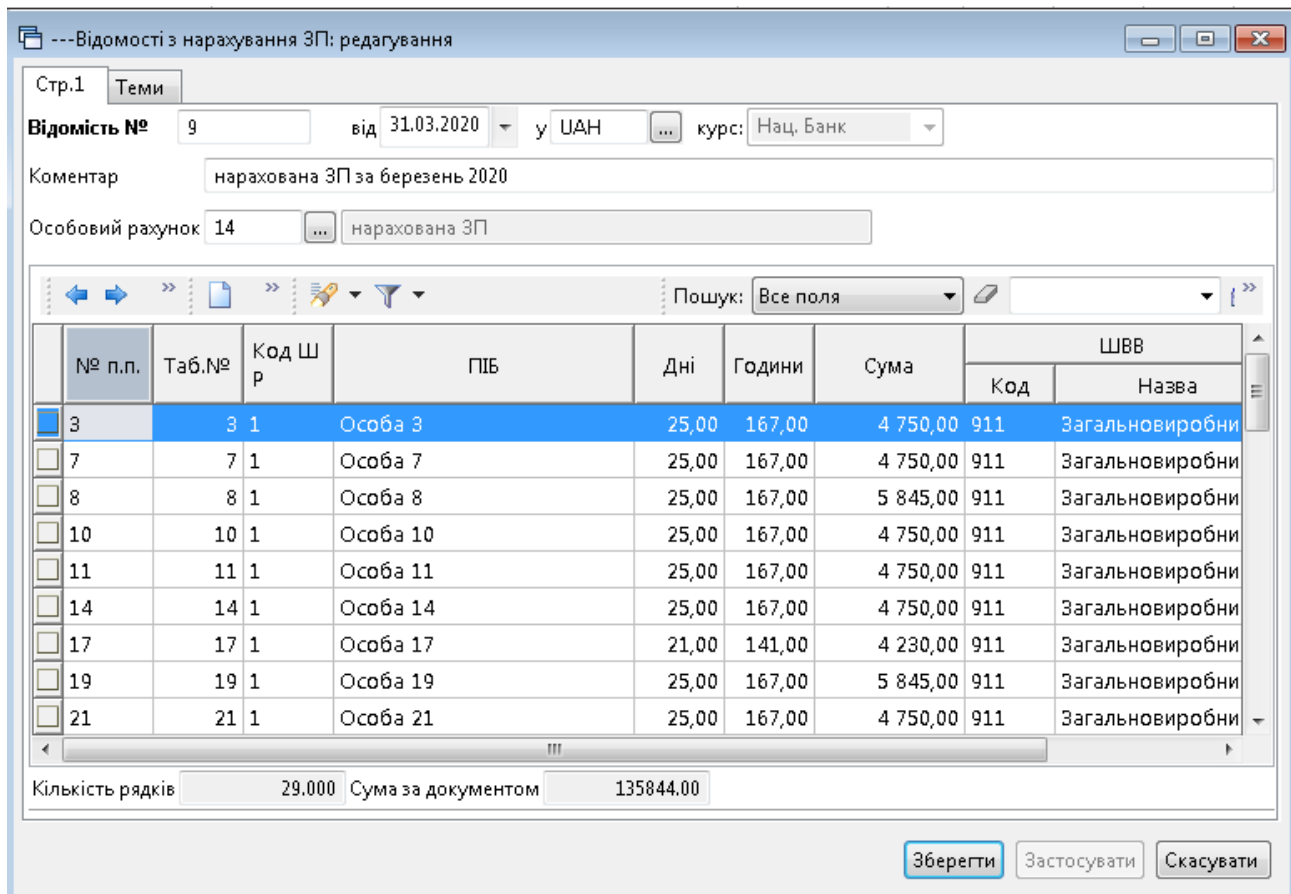 ---Відомості з нарахування ЗП: редагування
Стр.1 Теми
Відомість № 9 від 31.03.2020 у UAH ... курс: Нац. Банк
Коментар нарахована ЗП за березень 2020
Особовий рахунок 14 ... нарахована ЗП
Пошук: Все поля
№ п.п. Таб.№ Код ШР ПІБ Дні Години Сума ШВВ
Код Назва
3 3 1 Особа 3 25,00 167,00 4 750,00 911 Загальновиробни
7 7 1 Особа 7 25,00 167,00 4 750,00 911 Загальновиробни
8 8 1 Особа 8 25,00 167,00 5 845,00 911 Загальновиробни
10 10 1 Особа 10 25,00 167,00 4 750,00 911 Загальновиробни
11 11 1 Особа 11 25,00 167,00 4 750,00 911 Загальновиробни
14 14 1 Особа 14 25,00 167,00 4 750,00 911 Загальновиробни
17 17 1 Особа 17 21,00 141,00 4 230,00 911 Загальновиробни
19 19 1 Особа 19 25,00 167,00 5 845,00 911 Загальновиробни
21 21 1 Особа 21 25,00 167,00 4 750,00 911 Загальновиробни
Кількість рядків 29.000 Сума за документом 135844.00
Зберегти Застосувати Скасувати